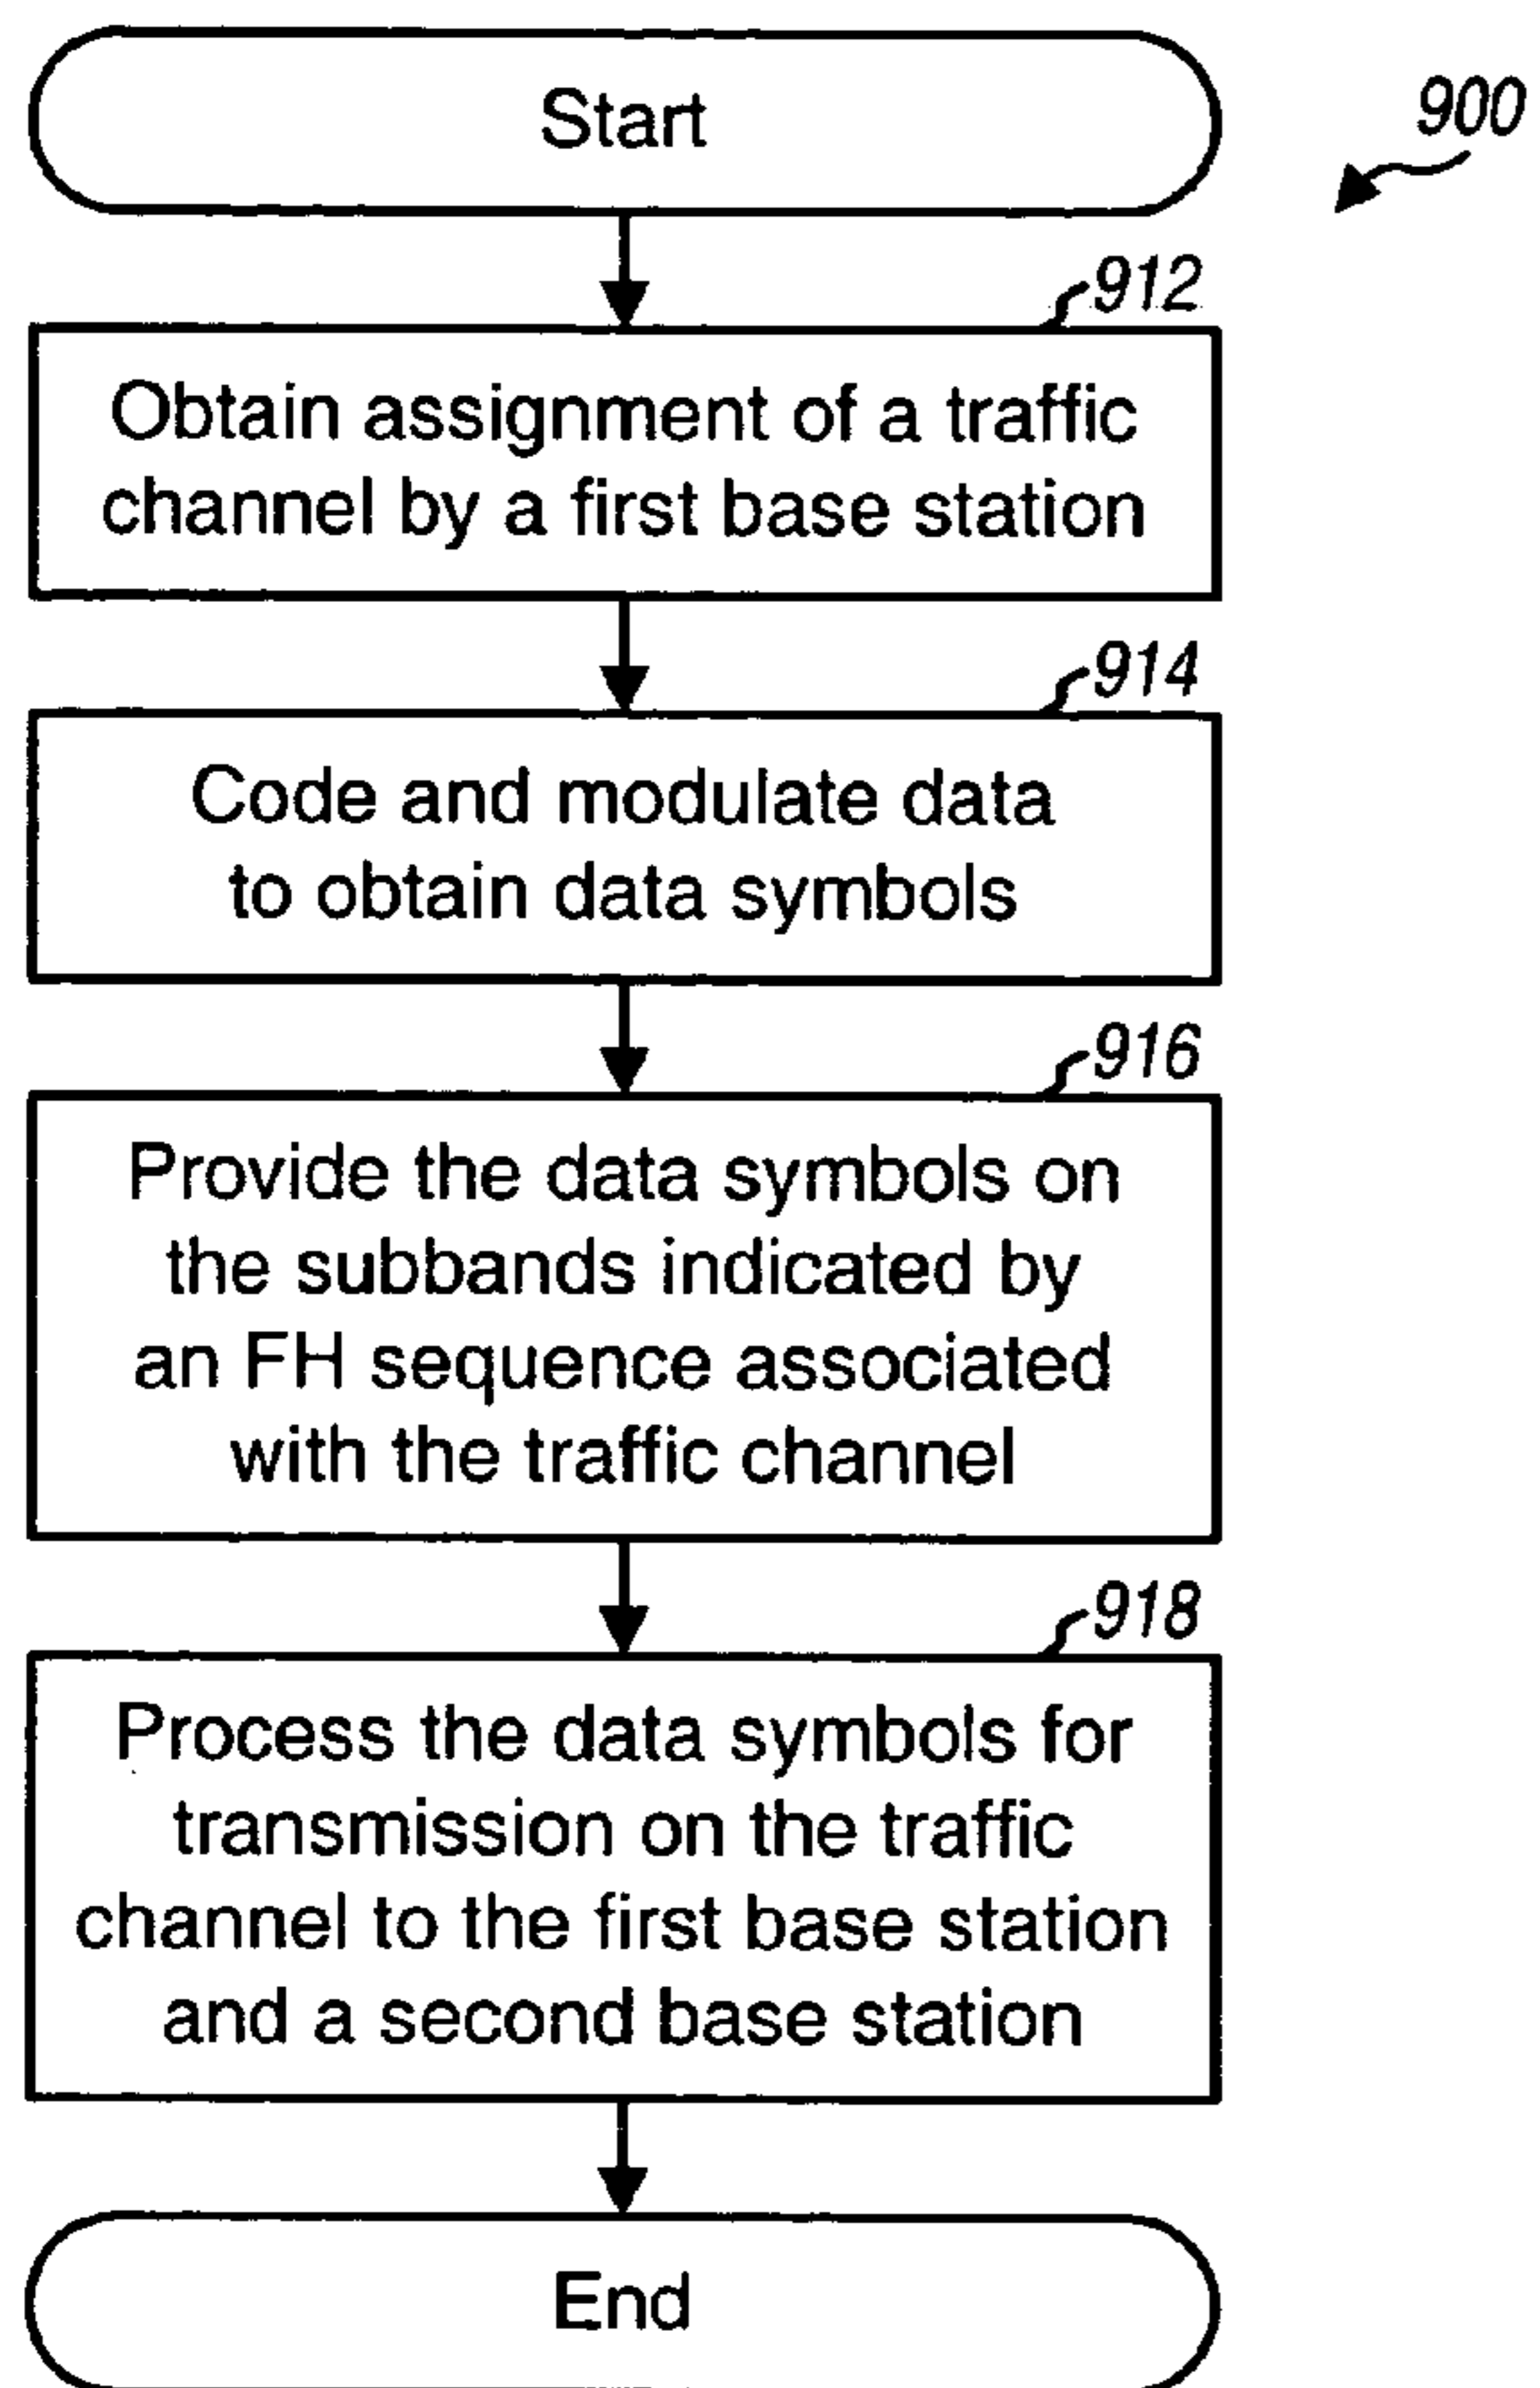 Start
900
912
Obtain assignment of a traffic
channel by a first base station
914
Code and modulate data
to obtain data symbols
916
Provide the data symbols on
the subbands indicated by
an FH sequence associated
with the traffic channel
918
Process the data symbols for
transmission on the traffic
channel to the first base station
and a second base station
End